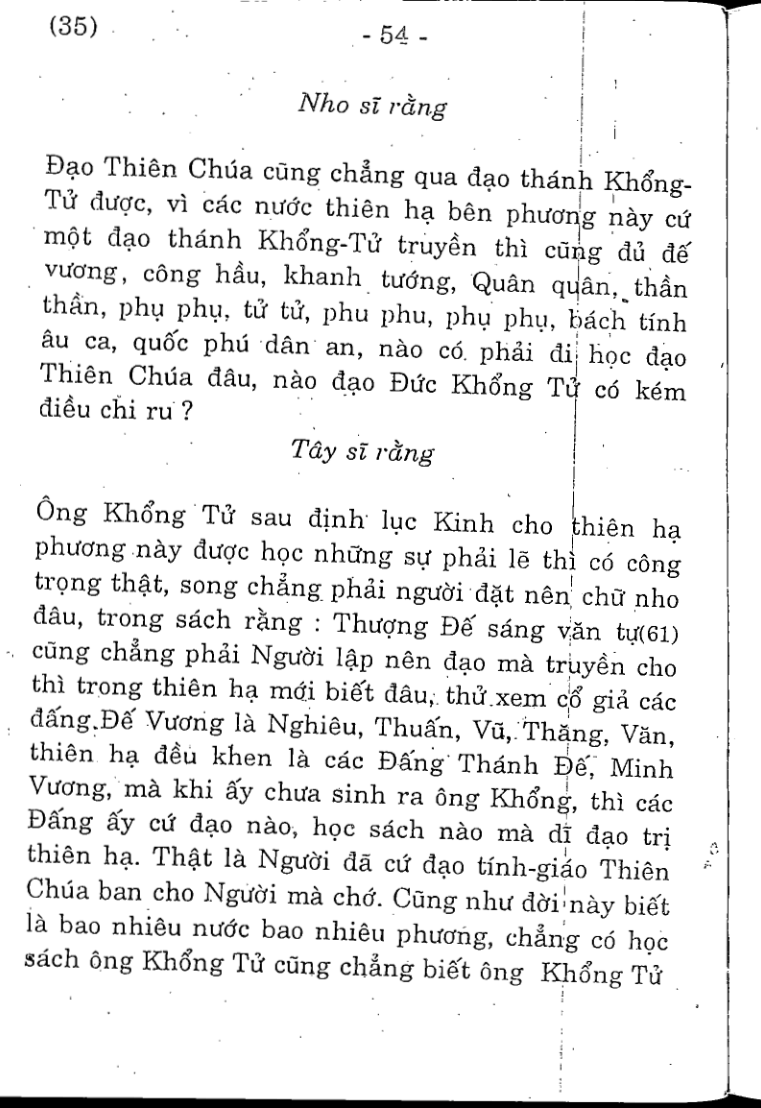 (35)
- 54 -
Nho sĩ rằng
Đạo Thiên Chúa cũng chẳng qua đạo thánh Khổng-
Tử được, vì các nước thiên hạ bên phương này cứ
một đạo thánh Khổng-Tử truyền thì cũng đủ đế
vương, công hầu, khanh tướng, Quân quân, thần
thần, phụ phụ, tử tử, phu phu, phụ phụ, bách tính
âu ca, quốc phú dân an, nào có phải đi học đạo
Thiên Chúa đâu, nào đạo Đức Khổng Tử có kém
điều chi ru ?
Tây sĩ rằng
Ông Khổng Tử sau định lục Kinh cho thiên hạ
phương này được học những sự phải lẽ thì có công
trọng thật, song chẳng phải người đặt nên chữ nho
đâu, trong sách rằng : Thượng Đế sáng văn tự(61)
cũng chẳng phải Người lập nên đạo mà truyền cho
thì trong thiên hạ mới biết đâu, thử xem cổ giả các
đấng Đế Vương là Nghiêu, Thuấn, Vũ, Thăng, Văn,
thiên hạ đều khen là các Đấng Thánh Đế, Minh
Vương, mà khi ấy chưa sinh ra ông Khổng, thì các
Đấng ấy cứ đạo nào, học sách nào mà dĩ đạo trị
thiên hạ. Thật là Người đã cứ đạo tính-giáo Thiên
Chúa ban cho Người mà chớ. Cũng như đời này biết
là bao nhiêu nước bao nhiêu phương, chẳng có học
sách ông Khổng Tử cũng chẳng biết ông Khổng Tử